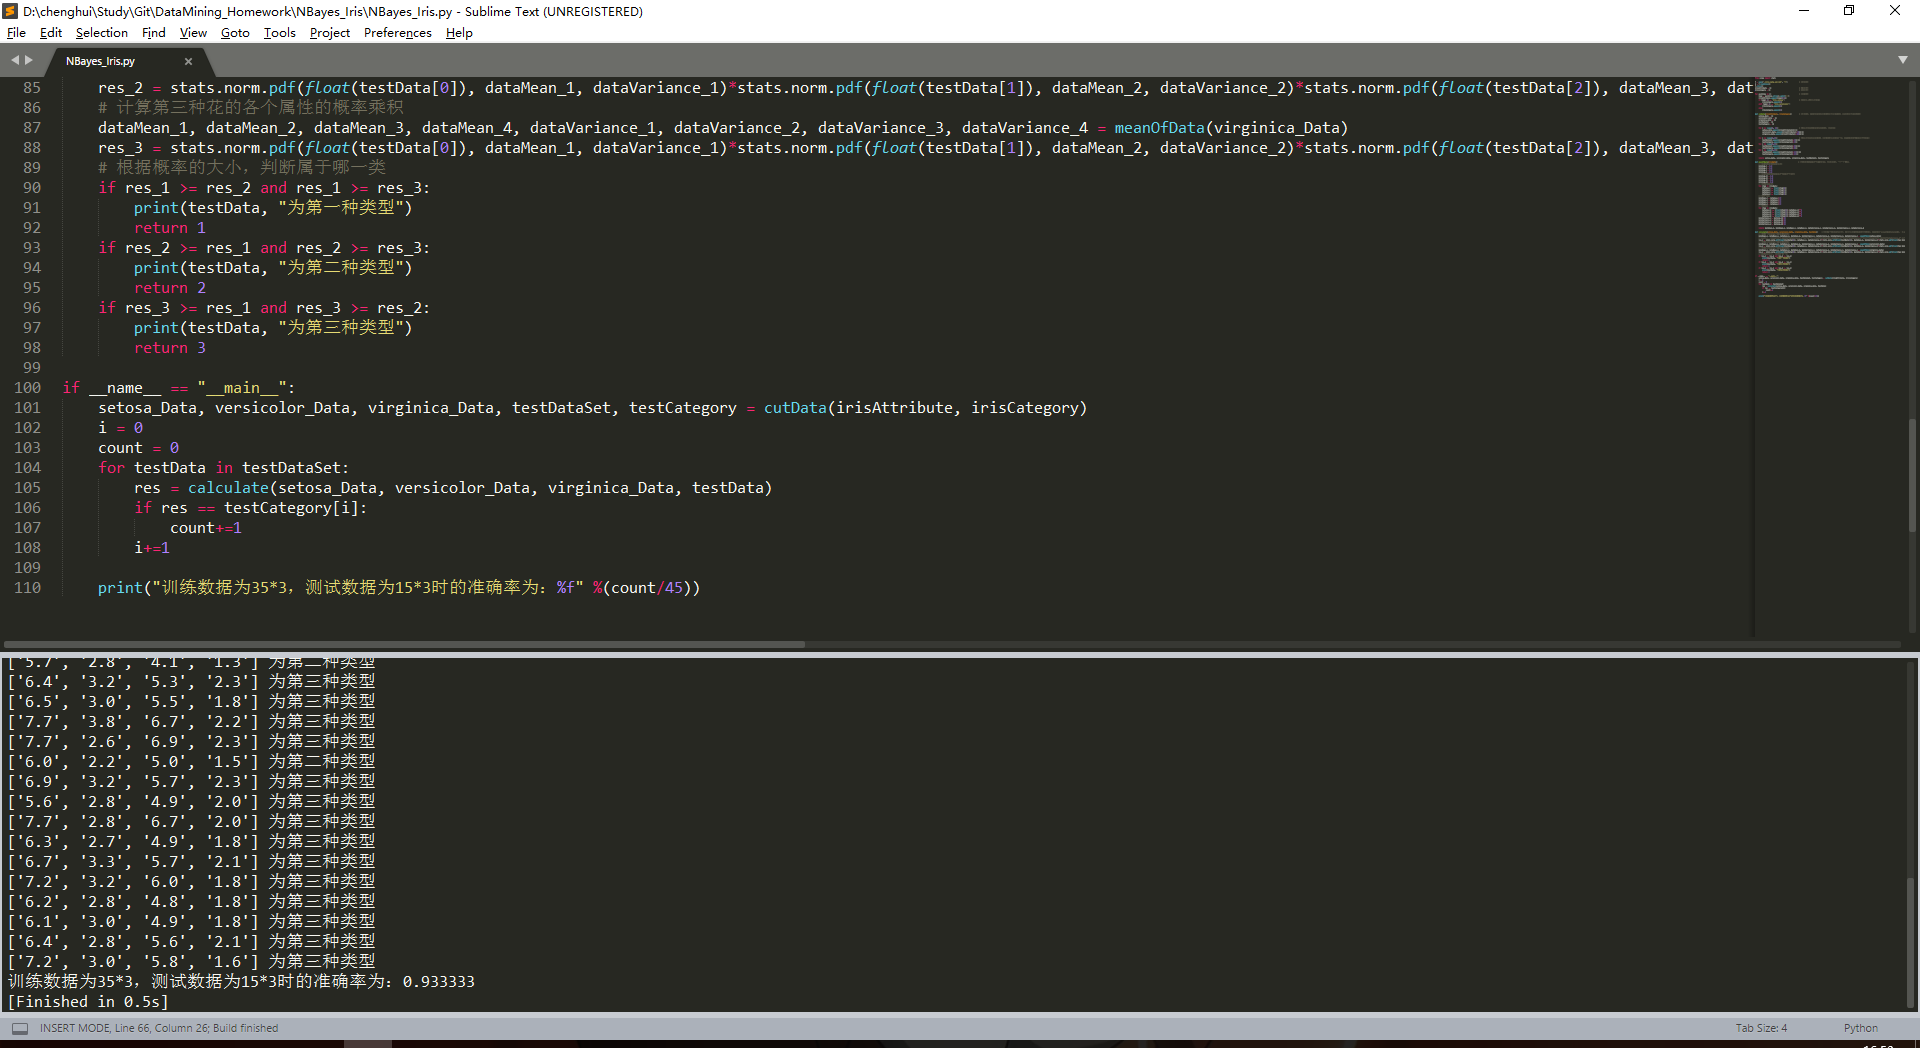 D:\chenghui\Study\Git\DataMining_Homework\NBayes_Iris\NBayes_Iris.py - Sublime Text (UNREGISTERED)
File Edit Selection Find View Goto Tools Project Preferences Help
NBayes_Iris.py
85 res_2 = stats.norm.pdf(float(testData[0]), dataMean_1, dataVariance_1)*stats.norm.pdf(float(testData[1]), dataMean_2, dataVariance_2)*stats.norm.pdf(float(testData[2]), dataMean_3, dat
86 # 计算第三种花的各个属性的概率乘积
87 dataMean_1, dataMean_2, dataMean_3, dataMean_4, dataVariance_1, dataVariance_2, dataVariance_3, dataVariance_4 = meanOfData(virginica_Data)
88 res_3 = stats.norm.pdf(float(testData[0]), dataMean_1, dataVariance_1)*stats.norm.pdf(float(testData[1]), dataMean_2, dataVariance_2)*stats.norm.pdf(float(testData[2]), dataMean_3, dat
89 # 根据概率的大小，判断属于哪一类
90 if res_1 >= res_2 and res_1 >= res_3:
91 print(testData, "为第一种类型")
92 return 1
93 if res_2 >= res_1 and res_2 >= res_3:
94 print(testData, "为第二种类型")
95 return 2
96 if res_3 >= res_1 and res_3 >= res_2:
97 print(testData, "为第三种类型")
98 return 3
99
100 if __name__ == "__main__":
101 setosa_Data, versicolor_Data, virginica_Data, testDataSet, testCategory = cutData(irisAttribute, irisCategory)
102 i = 0
103 count = 0
104 for testData in testDataSet:
105 res = calculate(setosa_Data, versicolor_Data, virginica_Data, testData)
106 if res == testCategory[i]:
107 count+=1
108 i+=1
109
110 print("训练数据为35*3，测试数据为15*3时的准确率为：%f" %(count/45))
['5.7', '2.8', '4.1', '1.3'] 为第二种类型
['6.4', '3.2', '5.3', '2.3'] 为第三种类型
['6.5', '3.0', '5.5', '1.8'] 为第三种类型
['7.7', '3.8', '6.7', '2.2'] 为第三种类型
['7.7', '2.6', '6.9', '2.3'] 为第三种类型
['6.0', '2.2', '5.0', '1.5'] 为第二种类型
['6.9', '3.2', '5.7', '2.3'] 为第三种类型
['5.6', '2.8', '4.9', '2.0'] 为第三种类型
['7.7', '2.8', '6.7', '2.0'] 为第三种类型
['6.3', '2.7', '4.9', '1.8'] 为第三种类型
['6.7', '3.3', '5.7', '2.1'] 为第三种类型
['7.2', '3.2', '6.0', '1.8'] 为第三种类型
['6.2', '2.8', '4.8', '1.8'] 为第三种类型
['6.1', '3.0', '4.9', '1.8'] 为第三种类型
['6.4', '2.8', '5.6', '2.1'] 为第三种类型
['7.2', '3.0', '5.8', '1.6'] 为第三种类型
训练数据为35*3，测试数据为15*3时的准确率为：0.933333
[Finished in 0.5s]
INSERT MODE, Line 66, Column 26; Build finished Tab Size: 4 Python